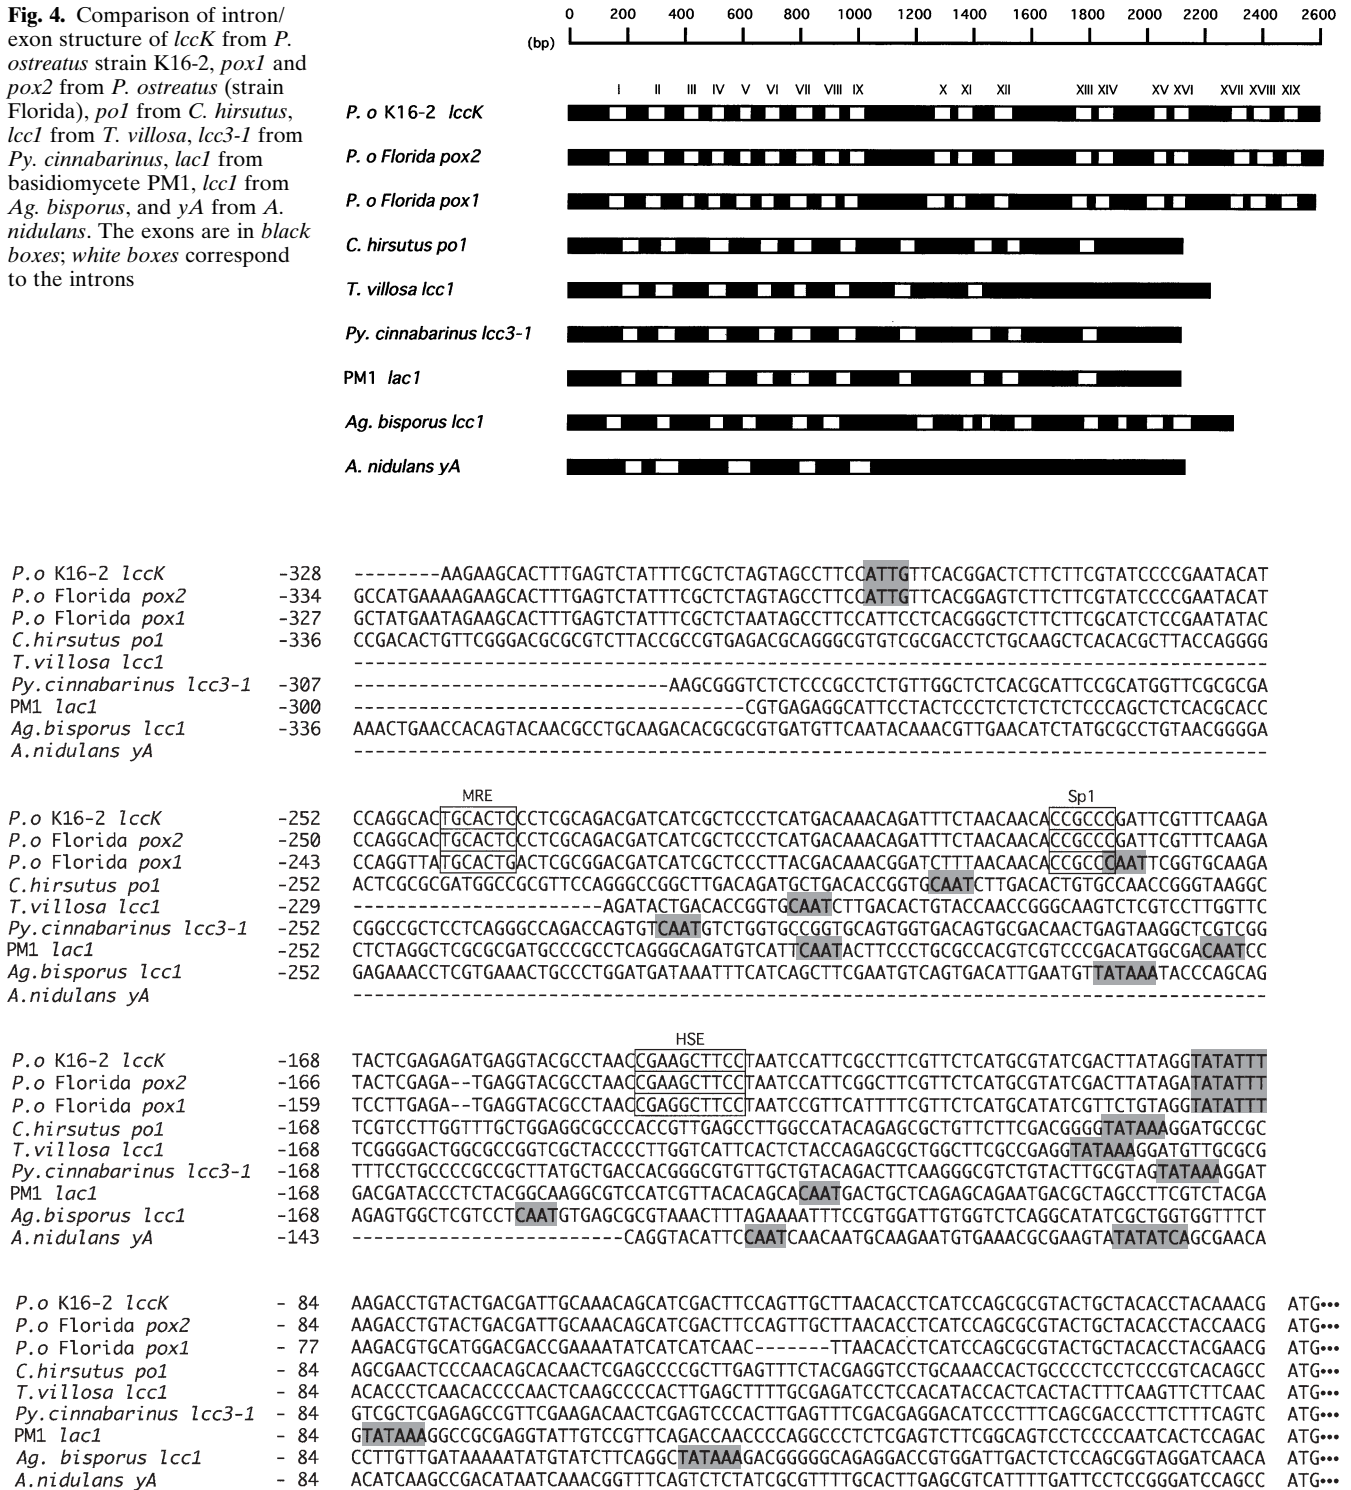 Fig. 4. Comparison of intron/
exon structure of lccK from P.
ostreatus strain K16-2, pox1 and
pox2 from P. ostreatus (strain
Florida), po1 from C. hirsutus,
lcc1 from T. villosa, lcc3-1 from
Py. cinnabarinus, lac1 from
basidiomycete PM1, lcc1 from
Ag. bisporus, and yA from A.
nidulans. The exons are in black
boxes; white boxes correspond
to the introns
0 200 400 600 800 1000 1200 1400 1600 1800 2000 2200 2400 2600
(bp)
I II III IV V VI VII VIII IX X XI XII XIII XIV XV XVI XVII XVIII XIX
P. o K16-2 lccK
P. o Florida pox2
P. o Florida pox1
C. hirsutus po1
T. villosa lcc1
Py. cinnabarinus lcc3-1
PM1 lac1
Ag. bisporus lcc1
A. nidulans yA
P.o K16-2 lccK -328 --------AAGAAGCACTTTGAGTCTATTTCGCTCTAGTAGCCTTCCATTGTTCACGGACTCTTCTTCGTATCCCCGAATACAT
P.o Florida pox2 -334 GCCATGAAAAGAAGCACTTTGAGTCTATTTCGCTCTAGTAGCCTTCCATTGTTCACGGAGTCTTCTTCGTATCCCCGAATACAT
P.o Florida pox1 -327 GCTATGAATAGAAGCACTTTGAGTCTATTTCGCTCTAATAGCCTTCCATTCCTCACGGGCTCTTCTTCGCATCTCCGAATATAC
C.hirsutus po1 -336 CCGACACTGTTCGGGACGCGCGTCTTACCGCCGTGAGACGCAGGGCGTGTCGCGACCTCTGCAAGCTCACACGCTTACCAGGGG
T.villosa lcc1 ------------------------------------------------------------------------------------
Py.cinnabarinus lcc3-1 -307 -----------------------------AAGCGGGTCTCTCCCGCCTCTGTTGGCTCTCACGCATTCCGCATGGTTCGCGCGA
PM1 lac1 -300 ------------------------------------CGTGAGAGGCATTCCTACTCCCTCTCTCTCTCCCAGCTCTCACGCACC
Ag.bisporus lcc1 -336 AAACTGAACCACAGTACAACGCCTGCAAGACACGCGCGTGATGTTCAATACAAACGTTGAACATCTATGCGCCTGTAACGGGGA
A.nidulans yA ------------------------------------------------------------------------------------
MRE Sp1
P.o K16-2 lccK -252 CCAGGCACTGCACTCCCTCGCAGACGATCATCGCTCCCTCATGACAAACAGATTTCTAACAACACCGCCCGATTCGTTTCAAGA
P.o Florida pox2 -250 CCAGGCACTGCACTCCCTCGCAGACGATCATCGCTCCCTCATGACAAACAGATTTCTAACAACACCGCCCGATTCGTTTCAAGA
P.o Florida pox1 -243 CCAGGTTATGCACTGACTCGCGGACGATCATCGCTCCCTTACGACAAACGGATCTTTAACAACACCGCCCAATTCGGTGCAAGA
C.hirsutus po1 -252 ACTCGCGCGATGGCCGCGTTCCAGGGCCGGCTTGACAGATGCTGACACCGGTGCAATCTTGACACTGTGCCAACCGGGTAAGGC
T.villosa lcc1 -229 -----------------------AGATACTGACACCGGTGCAATCTTGACACTGTACCAACCGGGCAAGTCTCGTCCTTGGTTC
Py.cinnabarinus lcc3-1 -252 CGGCCGCTCCTCAGGGCCAGACCAGTGTCAATGTCTGGTGCCGGTGCAGTGGTGACAGTGCGACAACTGAGTAAGGCTCGTCGG
PM1 lac1 -252 CTCTAGGCTCGCGCGATGCCCGCCTCAGGGCAGATGTCATTCAATACTTCCCTGCGCCACGTCGTCCCGACATGGCGACAATCC
Ag.bisporus lcc1 -252 GAGAAACCTCGTGAAACTGCCCTGGATGATAAATTTCATCAGCTTCGAATGTCAGTGACATTGAATGTTATAAATACCCAGCAG
A.nidulans yA ------------------------------------------------------------------------------------
HSE
P.o K16-2 lccK -168 TACTCGAGAGATGAGGTACGCCTAACCGAAGCTTCCTAATCCATTCGCCTTCGTTCTCATGCGTATCGACTTATAGGTATATTT
P.o Florida pox2 -166 TACTCGAGA--TGAGGTACGCCTAACCGAAGCTTCCTAATCCATTCGGCTTCGTTCTCATGCGTATCGACTTATAGATATATTT
P.o Florida pox1 -159 TCCTTGAGA--TGAGGTACGCCTAACCGAGGCTTCCTAATCCGTTCATTTTCGTTCTCATGCATATCGTTCTGTAGGTATATTT
C.hirsutus po1 -168 TCGTCCTTGGTTTGCTGGAGGCGCCCACCGTTGAGCCTTGGCCATACAGAGCGCTGTTCTTCGACGGGGTATAAAGGATGCCGC
T.villosa lcc1 -168 TCGGGGACTGGCGCCGGTCGCTACCCCTTGGTCATTCACTCTACCAGAGCGCTGGCTTCGCCGAGGTATAAAGGATGTTGCGCG
Py.cinnabarinus lcc3-1 -168 TTTCCTGCCCCGCCGCTTATGCTGACCACGGGCGTGTTGCTGTACAGACTTCAAGGGCGTCTGTACTTGCGTAGTATAAAGGAT
PM1 lac1 -168 GACGATACCCTCTACGGCAAGGCGTCCATCGTTACACAGCACAATGACTGCTCAGAGCAGAATGACGCTAGCCTTCGTCTACGA
Ag.bisporus lcc1 -168 AGAGTGGCTCGTCCTCAATGTGAGCGCGTAAACTTTAGAAAATTTCCGTGGATTGTGGTCTCAGGCATATCGCTGGTGGTTTCT
A.nidulans yA -143 -------------------------CAGGTACATTCCAATCAACAATGCAAGAATGTGAAACGCGAAGTATATATCAGCGAACA
P.o K16-2 lccK - 84 AAGACCTGTACTGACGATTGCAAACAGCATCGACTTCCAGTTGCTTAACACCTCATCCAGCGCGTACTGCTACACCTACAAACG ATG•••
P.o Florida pox2 - 84 AAGACCTGTACTGACGATTGCAAACAGCATCGACTTCCAGTTGCTTAACACCTCATCCAGCGCGTACTGCTACACCTACCAACG ATG•••
P.o Florida pox1 - 77 AAGACGTGCATGGACGACCGAAAATATCATCATCAAC-------TTAACACCTCATCCAGCGCGTACTGCTACACCTACGAACG ATG•••
C.hirsutus po1 - 84 AGCGAACTCCCAACAGCACAACTCGAGCCCCGCTTGAGTTTCTACGAGGTCCTGCAAACCACTGCCCCTCCTCCCGTCACAGCC ATG•••
T.villosa lcc1 - 84 ACACCCTCAACACCCCAACTCAAGCCCCACTTGAGCTTTTGCGAGATCCTCCACATACCACTCACTACTTTCAAGTTCTTCAAC ATG•••
Py.cinnabarinus lcc3-1 - 84 GTCGCTCGAGAGCCGTTCGAAGACAACTCGAGTCCCACTTGAGTTTCGACGAGGACATCCCTTTCAGCGACCCTTCTTTCAGTC ATG•••
PM1 lac1 - 84 GTATAAAGGCCGCGAGGTATTGTCCGTTCAGACCAACCCCAGGCCCTCTCGAGTCTTCGGCAGTCCTCCCCAATCACTCCAGAC ATG•••
Ag. bisporus lcc1 - 84 CCTTGTTGATAAAAATATGTATCTTCAGGCTATAAAGACGGGGGCAGAGGACCGTGGATTGACTCTCCAGCGGTAGGATCAACA ATG•••
A.nidulans yA - 84 ACATCAAGCCGACATAATCAAACGGTTTCAGTCTCTATCGCGTTTTGCACTTGAGCGTCATTTTGATTCCTCCGGGATCCAGCC ATG•••